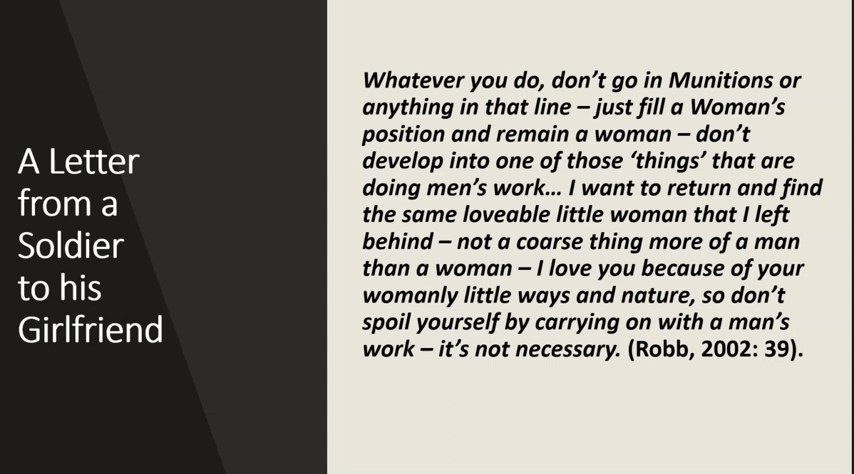 A Letter
from a
Soldier
to his
Girlfriend
Whatever you do, don’t go in Munitions or
anything in that line – just fill a Woman’s
position and remain a woman – don’t
develop into one of those ‘things’ that are
doing men’s work... I want to return and find
the same loveable little woman that I left
behind – not a coarse thing more of a man
than a woman – I love you because of your
womanly little ways and nature, so don’t
spoil yourself by carrying on with a man’s
work – it’s not necessary. (Robb, 2002: 39).